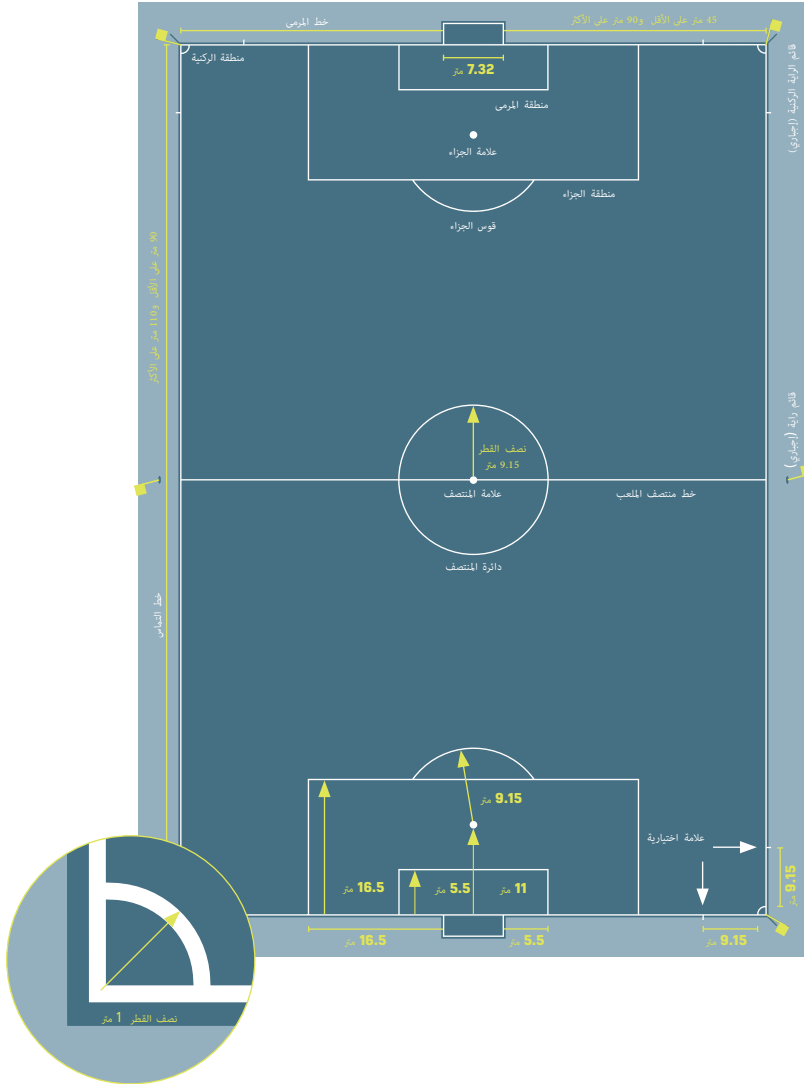 خط المرمى
45 متر على الأقل و90 متر على الأكثر
منطقة الركنية
7.32 متر
قائم الراية الركنية (إجباري)
منطقة المرمى
علامة الجزاء
منطقة الجزاء
قوس الجزاء
90 متر على الأقل و110 متر على الأكثر
نصف القطر
9.15 متر
قائم راية (إجباري)
علامة المنتصف
خط منتصف الملعب
دائرة المنتصف
خط التماس
9.15 متر
علامة اختيارية
16.5 متر
5.5 متر
11 متر
9.15 متر
16.5 متر
5.5 متر
9.15 متر
نصف القطر 1 متر